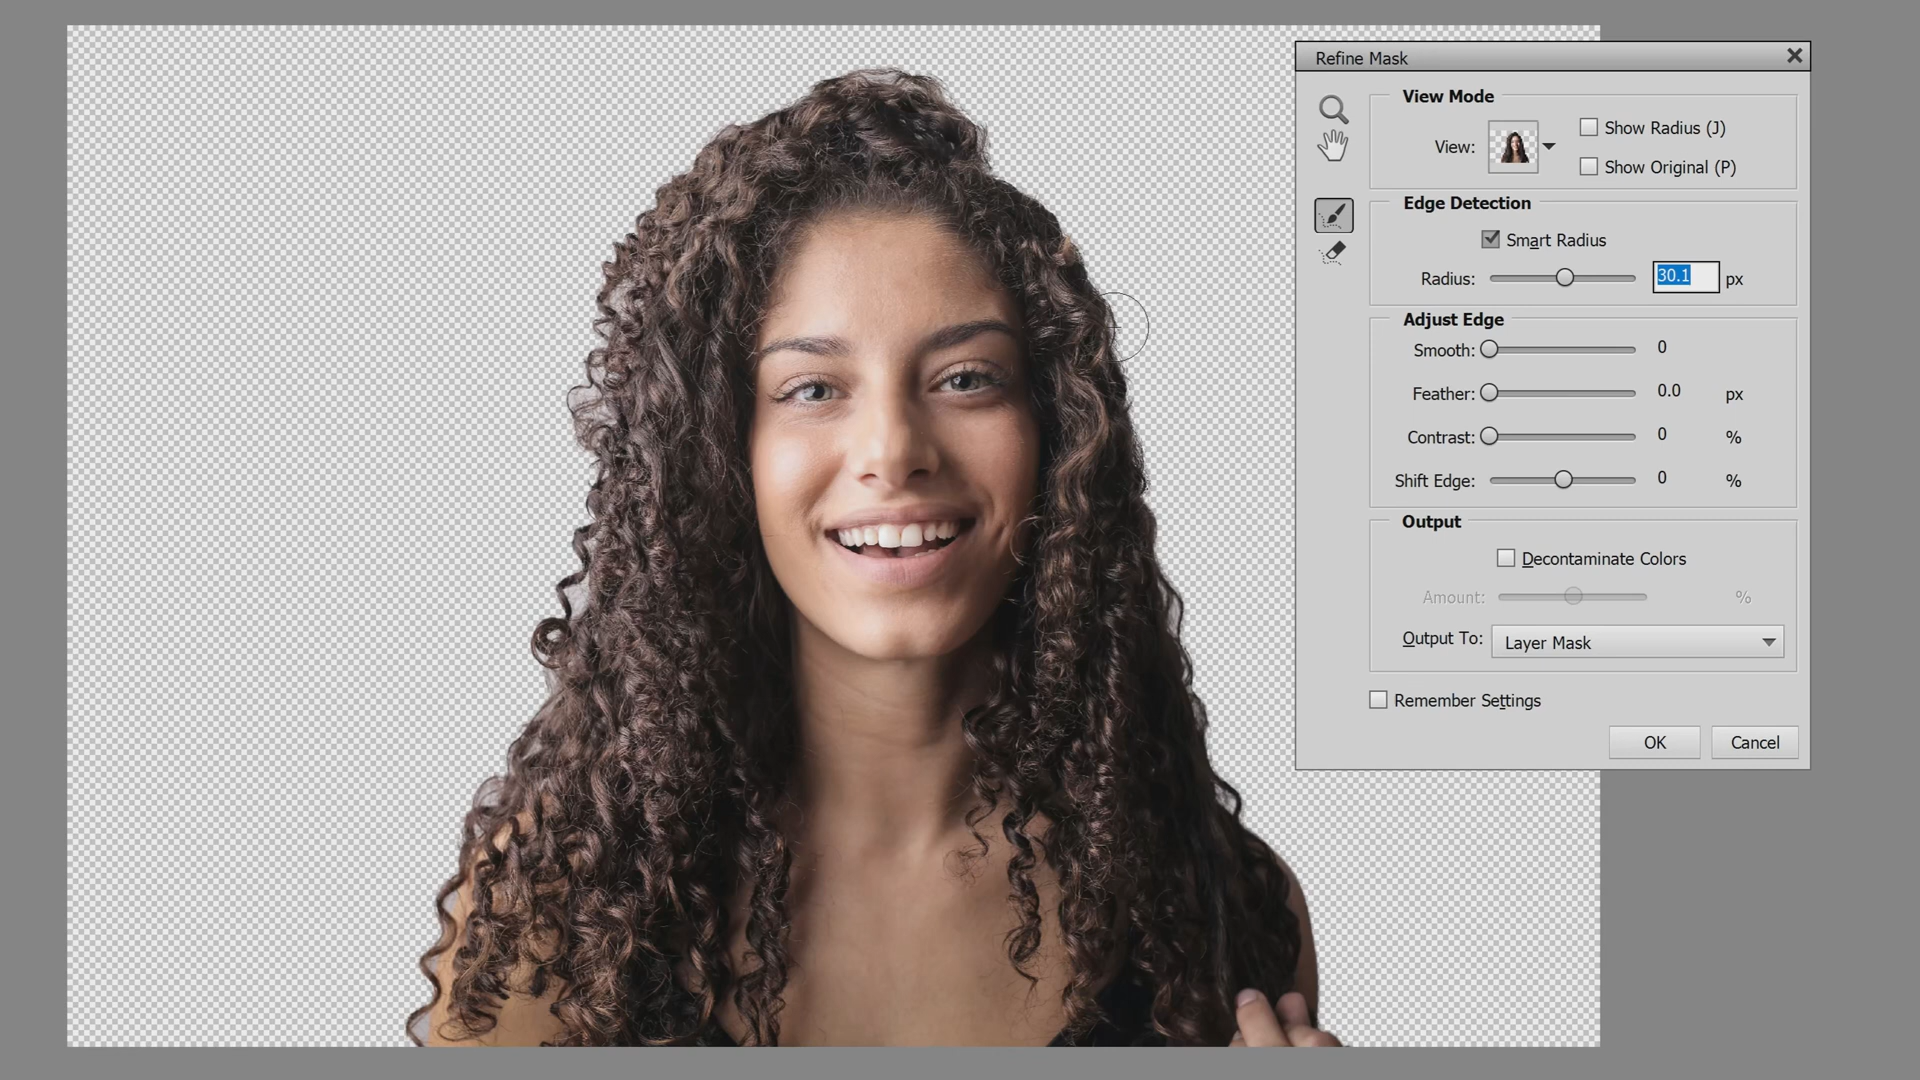 Refine Mask
View Mode
View:
Show Radius (J)
Show Original (P)
Edge Detection
Smart Radius
Radius: 30.1 px
Adjust Edge
Smooth: 0
Feather: 0.0 px
Contrast: 0 %
Shift Edge: 0 %
Output
Decontaminate Colors
Amount: %
Output To: Layer Mask
Remember Settings
OK Cancel